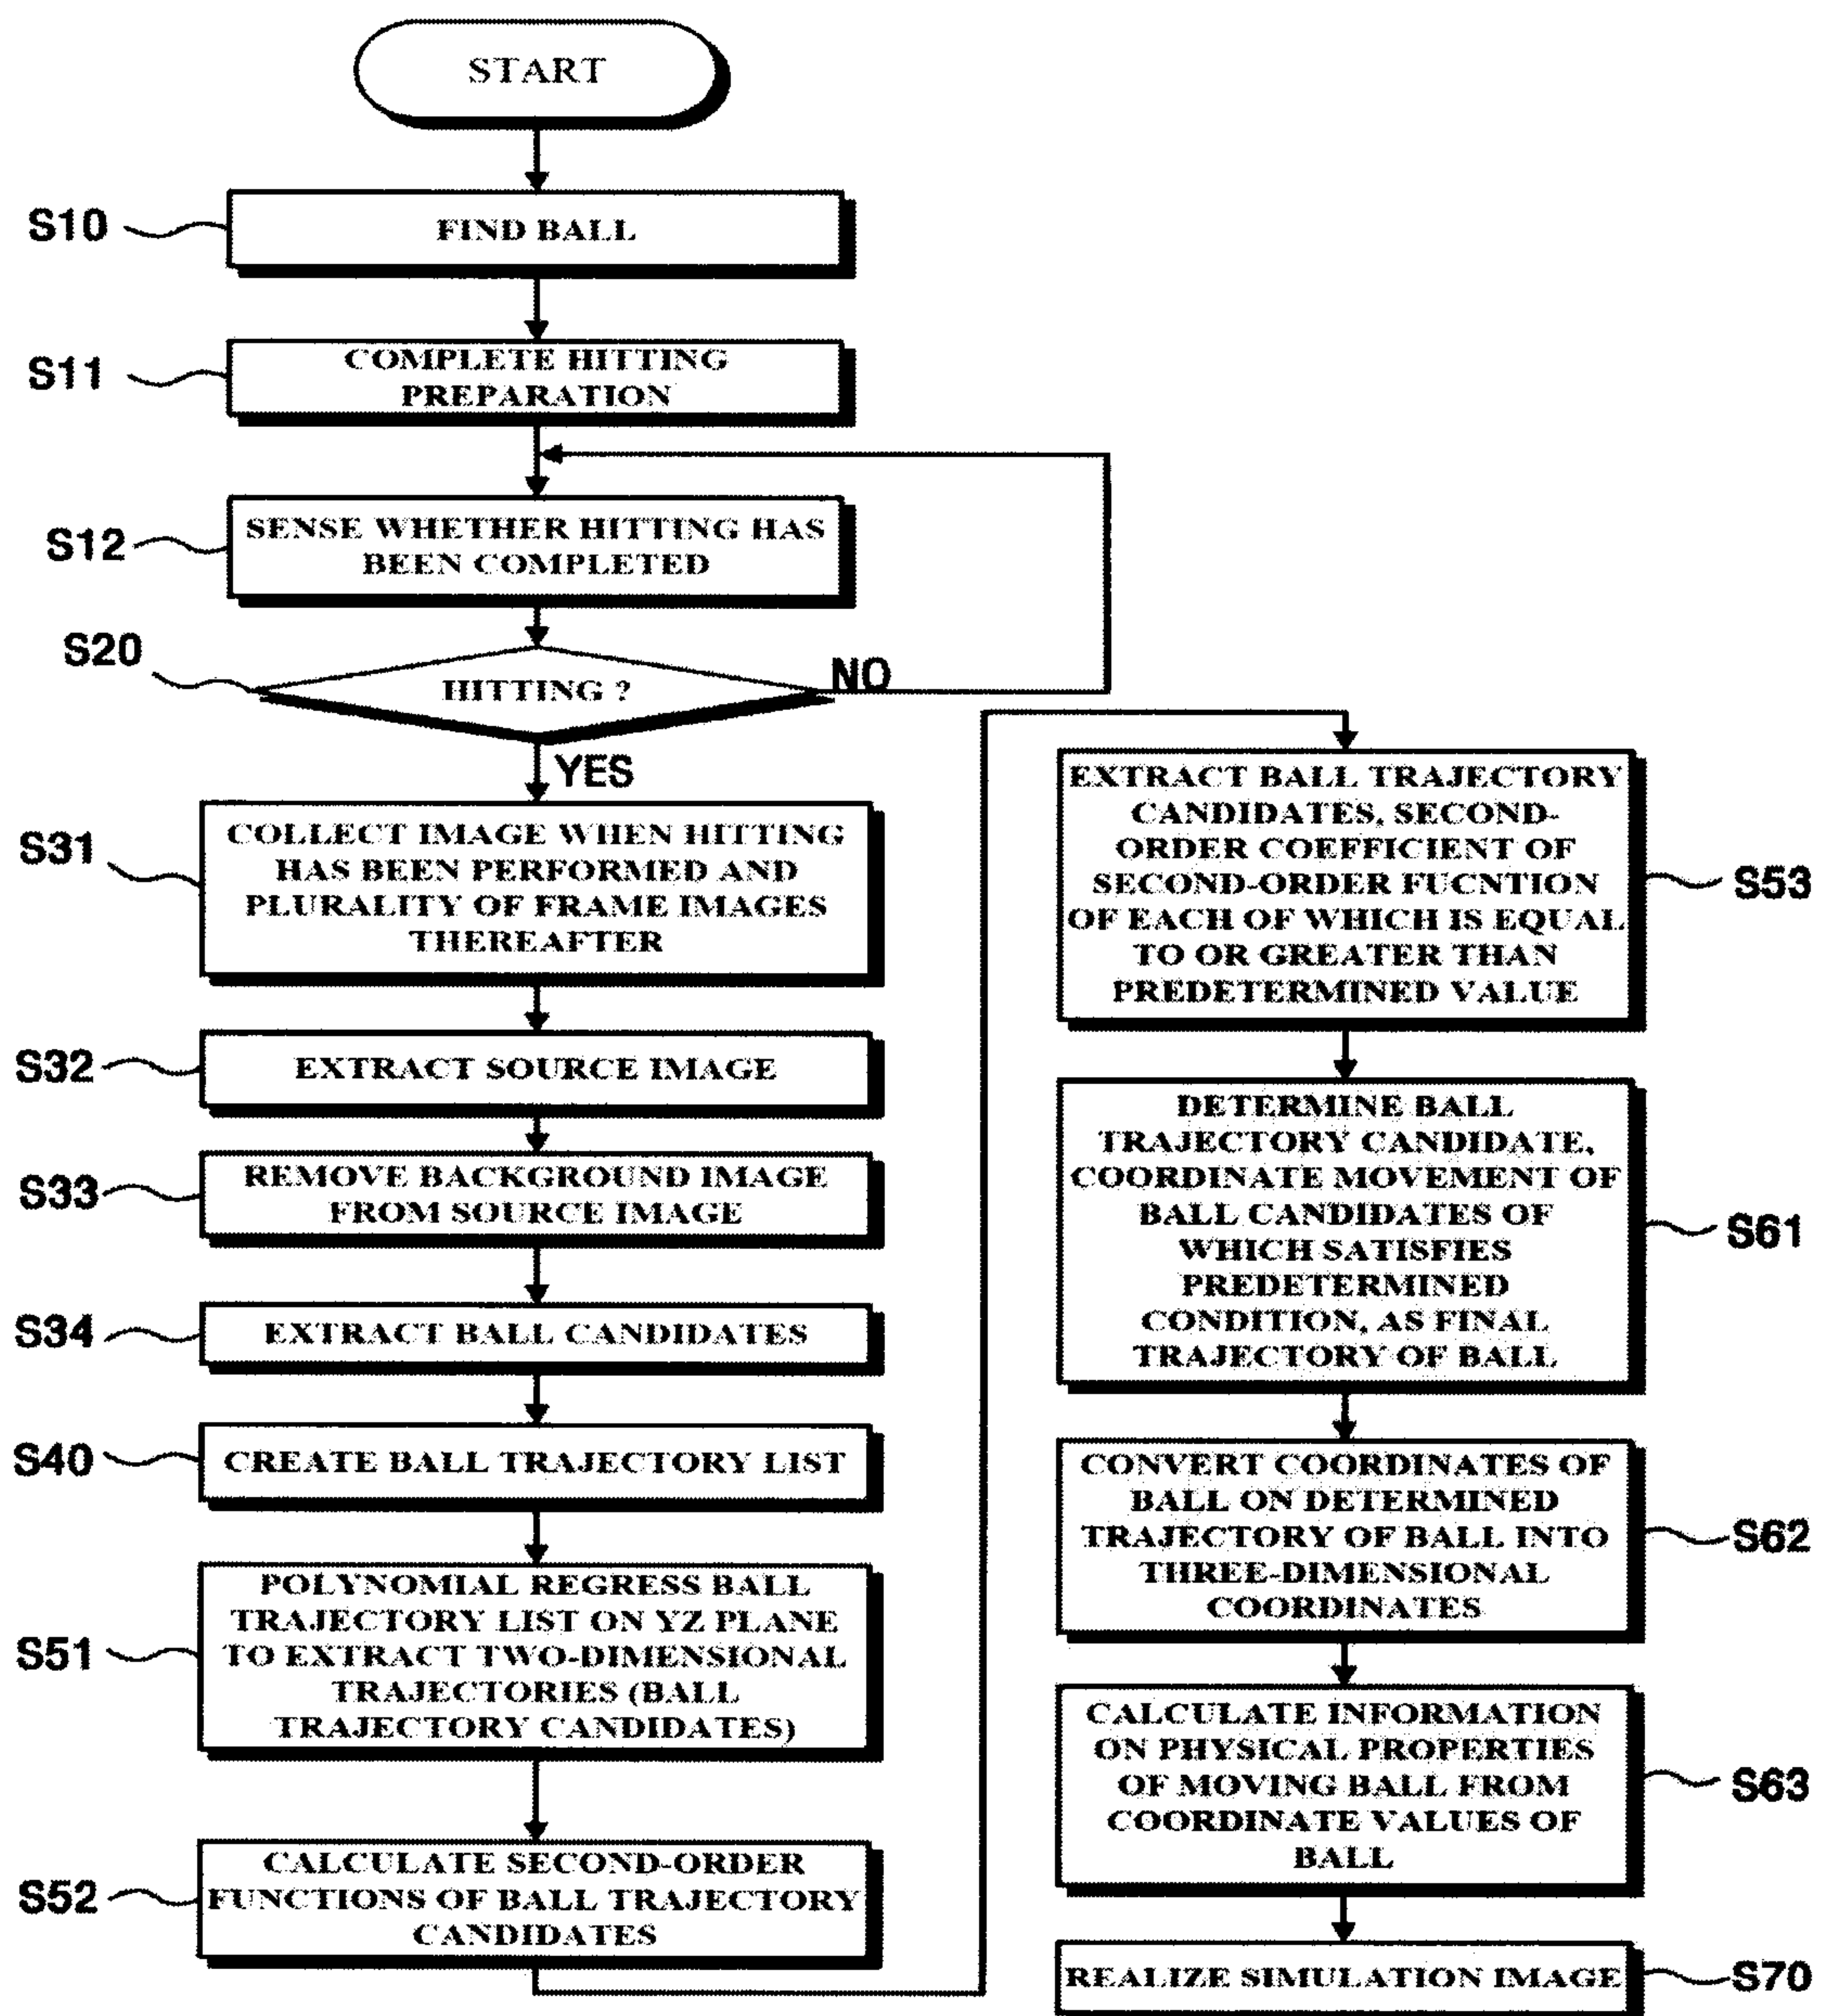 START
S10
FIND BALL
S11
COMPLETE HITTING
PREPARATION
S12
SENSE WHETHER HITTING HAS
BEEN COMPLETED
S20
HITTING ?
NO
YES
S31
COLLECT IMAGE WHEN HITTING
HAS BEEN PERFORMED AND
PLURALITY OF FRAME IMAGES
THEREAFTER
S32
EXTRACT SOURCE IMAGE
S33
REMOVE BACKGROUND IMAGE
FROM SOURCE IMAGE
S34
EXTRACT BALL CANDIDATES
S40
CREATE BALL TRAJECTORY LIST
S51
POLYNOMIAL REGRESS BALL
TRAJECTORY LIST ON YZ PLANE
TO EXTRACT TWO-DIMENSIONAL
TRAJECTORIES (BALL
TRAJECTORY CANDIDATES)
S52
CALCULATE SECOND-ORDER
FUNCTIONS OF BALL TRAJECTORY
CANDIDATES
EXTRACT BALL TRAJECTORY
CANDIDATES, SECOND-
ORDER COEFFICIENT OF
SECOND-ORDER FUCNTION
OF EACH OF WHICH IS EQUAL
TO OR GREATER THAN
PREDETERMINED VALUE
S53
DETERMINE BALL
TRAJECTORY CANDIDATE,
COORDINATE MOVEMENT OF
BALL CANDIDATES OF
WHICH SATISFIES
PREDETERMINED
CONDITION, AS FINAL
TRAJECTORY OF BALL
S61
CONVERT COORDINATES OF
BALL ON DETERMINED
TRAJECTORY OF BALL INTO
THREE-DIMENSIONAL
COORDINATES
S62
CALCULATE INFORMATION
ON PHYSICAL PROPERTIES
OF MOVING BALL FROM
COORDINATE VALUES OF
BALL
S63
REALIZE SIMULATION IMAGE
S70